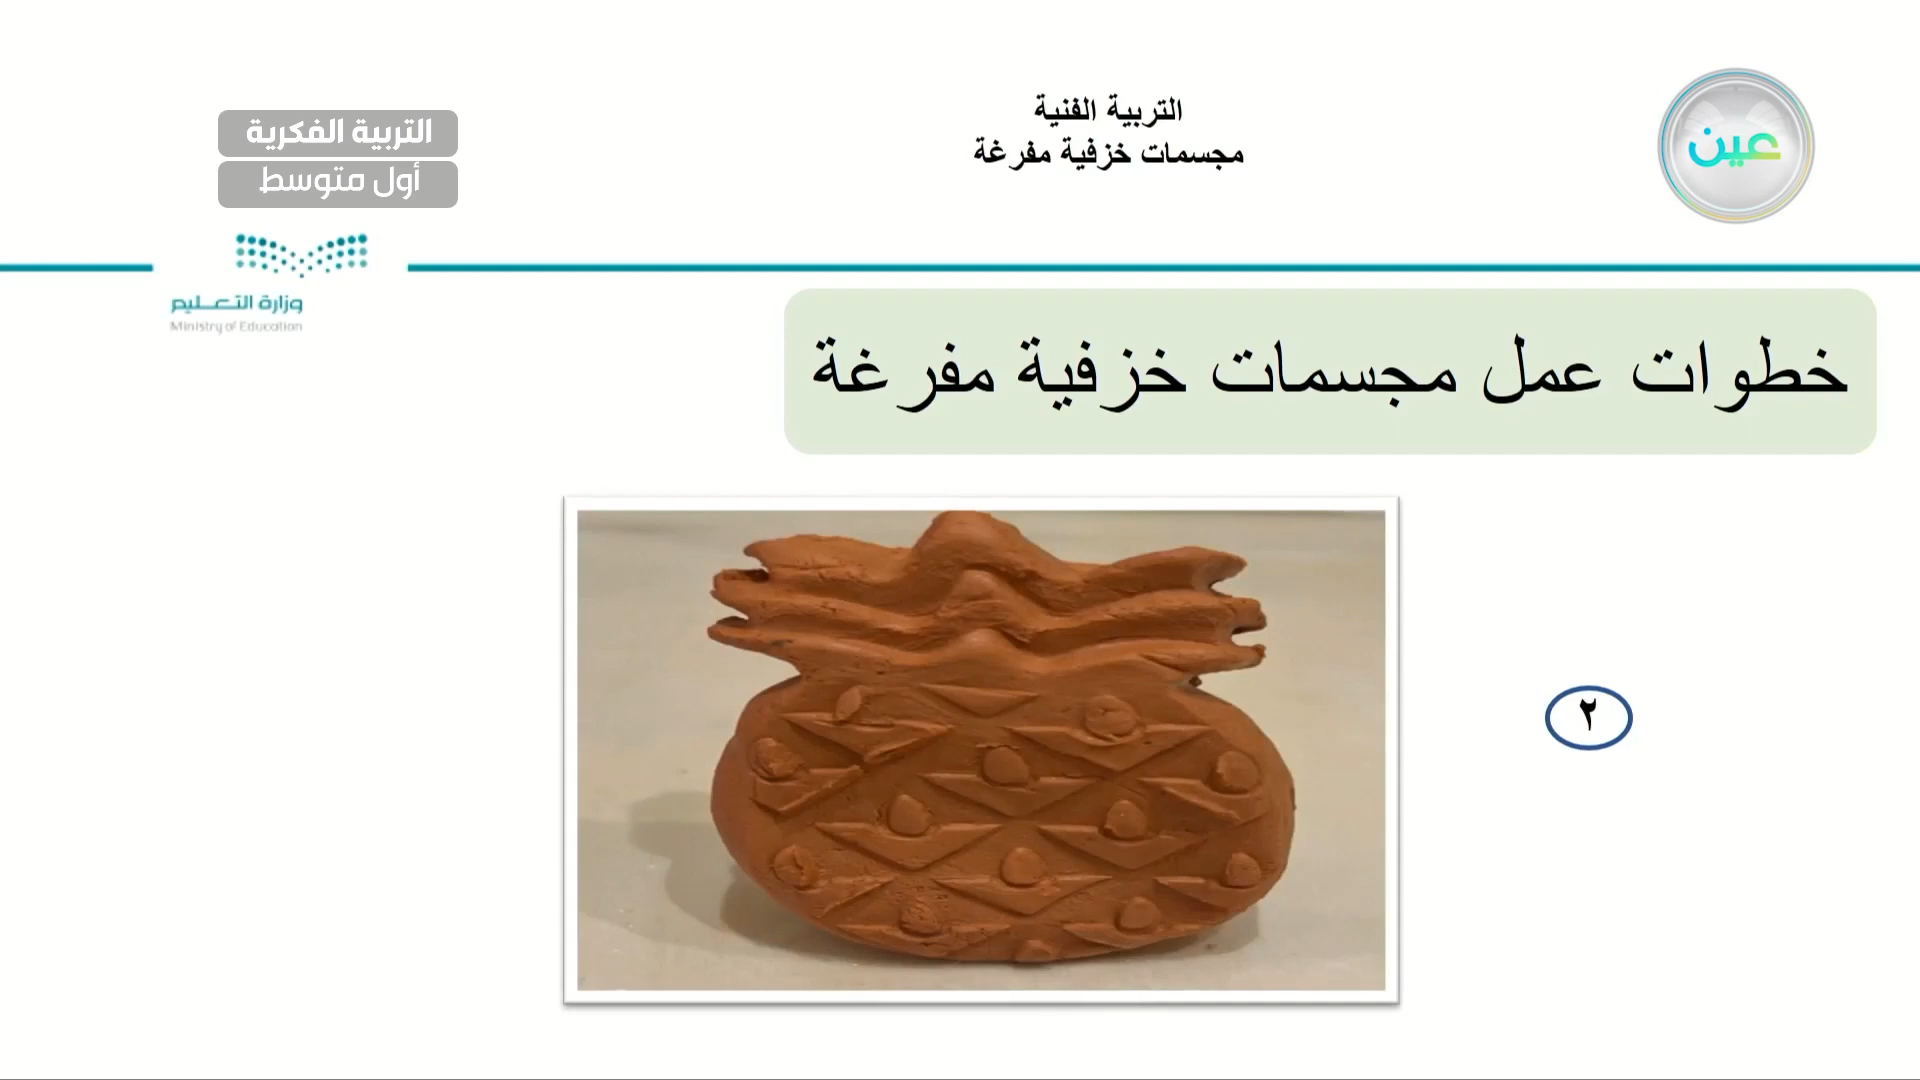 عين
التربية الفنية
مجسمات خزفية مفرغة
التربية الفكرية
أول متوسط
وزارة التعليم
Ministry of Education
خطوات عمل مجسمات خزفية مفرغة
٢